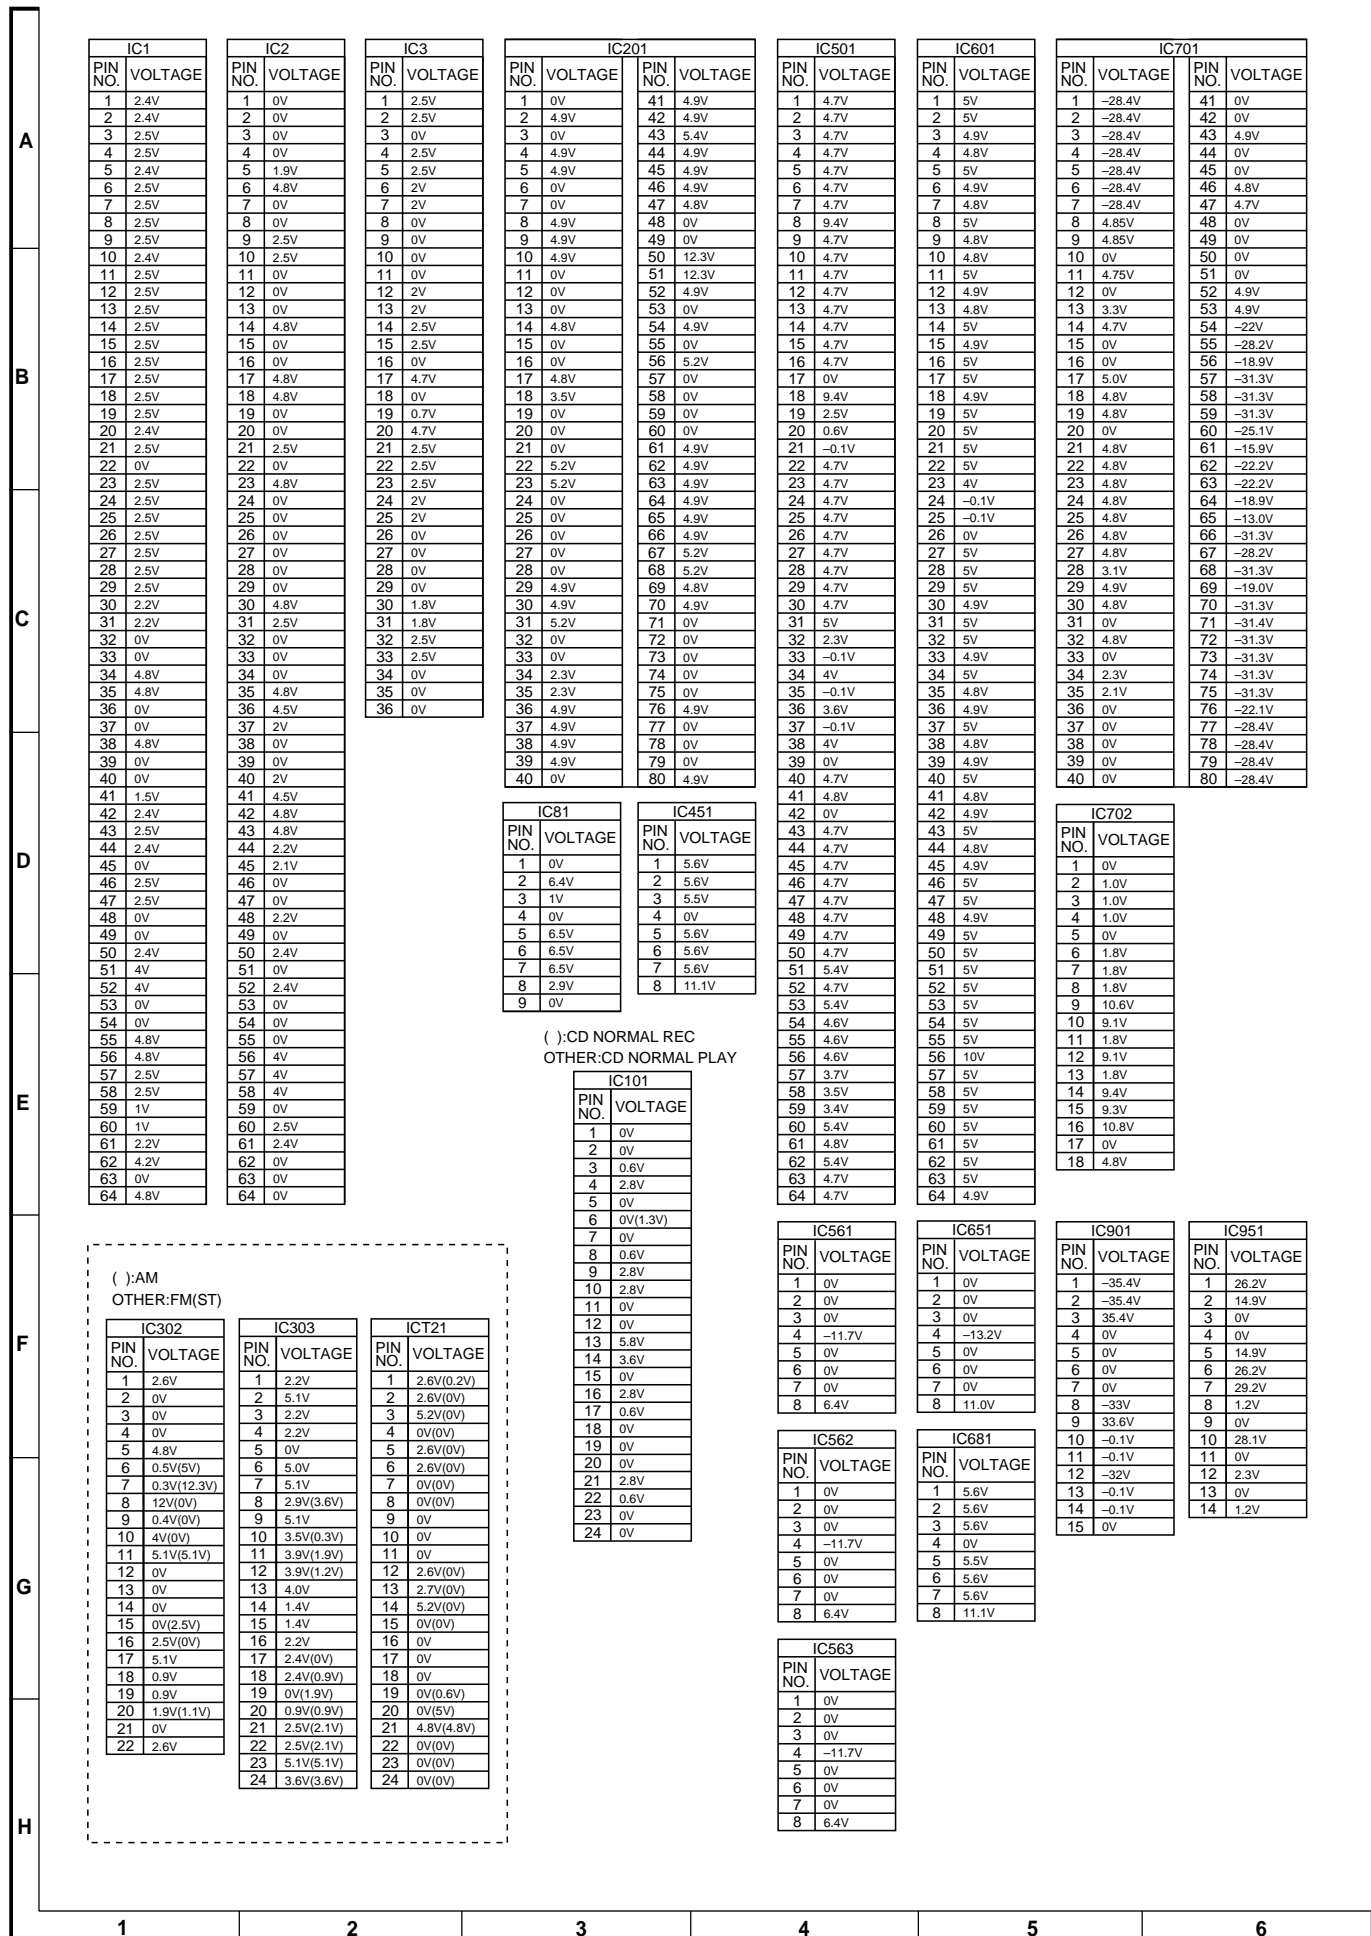 A
B
C
D
E
F
G
H
IC1
PIN NO. VOLTAGE
1 2.4V
2 2.4V
3 2.5V
4 2.5V
5 2.4V
6 2.5V
7 2.5V
8 2.5V
9 2.5V
10 2.4V
11 2.5V
12 2.5V
13 2.5V
14 2.5V
15 2.5V
16 2.5V
17 2.5V
18 2.5V
19 2.5V
20 2.4V
21 2.5V
22 0V
23 2.5V
24 2.5V
25 2.5V
26 2.5V
27 2.5V
28 2.5V
29 2.5V
30 2.2V
31 2.2V
32 0V
33 0V
34 4.8V
35 4.8V
36 0V
37 0V
38 4.8V
39 0V
40 0V
41 1.5V
42 2.4V
43 2.5V
44 2.4V
45 0V
46 2.5V
47 2.5V
48 0V
49 0V
50 2.4V
51 4V
52 4V
53 0V
54 0V
55 4.8V
56 4.8V
57 2.5V
58 2.5V
59 1V
60 1V
61 2.2V
62 4.2V
63 0V
64 4.8V
IC2
PIN NO. VOLTAGE
1 0V
2 0V
3 0V
4 0V
5 1.9V
6 4.8V
7 0V
8 0V
9 2.5V
10 2.5V
11 0V
12 0V
13 0V
14 4.8V
15 0V
16 0V
17 4.8V
18 4.8V
19 0V
20 0V
21 2.5V
22 0V
23 4.8V
24 0V
25 0V
26 0V
27 0V
28 0V
29 0V
30 4.8V
31 2.5V
32 0V
33 0V
34 0V
35 4.8V
36 4.5V
37 2V
38 0V
39 0V
40 2V
41 4.5V
42 4.8V
43 4.8V
44 2.2V
45 2.1V
46 0V
47 0V
48 2.2V
49 0V
50 2.4V
51 0V
52 2.4V
53 0V
54 0V
55 0V
56 4V
57 4V
58 4V
59 0V
60 2.5V
61 2.4V
62 0V
63 0V
64 0V
IC3
PIN NO. VOLTAGE
1 2.5V
2 2.5V
3 0V
4 2.5V
5 2.5V
6 2V
7 2V
8 0V
9 0V
10 0V
11 0V
12 2V
13 2V
14 2.5V
15 2.5V
16 0V
17 4.7V
18 0V
19 0.7V
20 4.7V
21 2.5V
22 2.5V
23 2.5V
24 2V
25 2V
26 0V
27 0V
28 0V
29 0V
30 1.8V
31 1.8V
32 2.5V
33 2.5V
34 0V
35 0V
36 0V
IC201
PIN NO. VOLTAGE PIN NO. VOLTAGE
1 0V 41 4.9V
2 4.9V 42 4.9V
3 0V 43 5.4V
4 4.9V 44 4.9V
5 4.9V 45 4.9V
6 0V 46 4.9V
7 0V 47 4.8V
8 4.9V 48 0V
9 4.9V 49 0V
10 4.9V 50 12.3V
11 0V 51 12.3V
12 0V 52 4.9V
13 0V 53 0V
14 4.8V 54 4.9V
15 0V 55 0V
16 0V 56 5.2V
17 4.8V 57 0V
18 3.5V 58 0V
19 0V 59 0V
20 0V 60 0V
21 0V 61 4.9V
22 5.2V 62 4.9V
23 5.2V 63 4.9V
24 0V 64 4.9V
25 0V 65 4.9V
26 0V 66 4.9V
27 0V 67 5.2V
28 0V 68 5.2V
29 4.9V 69 4.8V
30 4.9V 70 4.9V
31 5.2V 71 0V
32 0V 72 0V
33 0V 73 0V
34 2.3V 74 0V
35 2.3V 75 0V
36 4.9V 76 4.9V
37 4.9V 77 0V
38 4.9V 78 0V
39 4.9V 79 0V
40 0V 80 4.9V
IC501
PIN NO. VOLTAGE
1 4.7V
2 4.7V
3 4.7V
4 4.7V
5 4.7V
6 4.7V
7 4.7V
8 9.4V
9 4.7V
10 4.7V
11 4.7V
12 4.7V
13 4.7V
14 4.7V
15 4.7V
16 4.7V
17 0V
18 9.4V
19 2.5V
20 0.6V
21 –0.1V
22 4.7V
23 4.7V
24 4.7V
25 4.7V
26 4.7V
27 4.7V
28 4.7V
29 4.7V
30 4.7V
31 5V
32 2.3V
33 –0.1V
34 4V
35 –0.1V
36 3.6V
37 –0.1V
38 4V
39 0V
40 4.7V
41 4.8V
42 0V
43 4.7V
44 4.7V
45 4.7V
46 4.7V
47 4.7V
48 4.7V
49 4.7V
50 4.7V
51 5.4V
52 4.7V
53 5.4V
54 4.6V
55 4.6V
56 4.6V
57 3.7V
58 3.5V
59 3.4V
60 5.4V
61 4.8V
62 5.4V
63 4.7V
64 4.7V
IC601
PIN NO. VOLTAGE
1 5V
2 5V
3 4.9V
4 4.8V
5 5V
6 4.9V
7 4.8V
8 5V
9 4.8V
10 4.8V
11 5V
12 4.9V
13 4.8V
14 5V
15 4.9V
16 5V
17 5V
18 4.9V
19 5V
20 5V
21 5V
22 5V
23 4V
24 –0.1V
25 –0.1V
26 0V
27 5V
28 5V
29 5V
30 4.9V
31 5V
32 5V
33 4.9V
34 5V
35 4.8V
36 4.9V
37 5V
38 4.8V
39 4.9V
40 5V
41 4.8V
42 4.9V
43 5V
44 4.8V
45 4.9V
46 5V
47 5V
48 4.9V
49 5V
50 5V
51 5V
52 5V
53 5V
54 5V
55 5V
56 10V
57 5V
58 5V
59 5V
60 5V
61 5V
62 5V
63 5V
64 4.9V
IC701
PIN NO. VOLTAGE PIN NO. VOLTAGE
1 –28.4V 41 0V
2 –28.4V 42 0V
3 –28.4V 43 4.9V
4 –28.4V 44 0V
5 –28.4V 45 0V
6 –28.4V 46 4.8V
7 –28.4V 47 4.7V
8 4.85V 48 0V
9 4.85V 49 0V
10 0V 50 0V
11 4.75V 51 0V
12 0V 52 4.9V
13 3.3V 53 4.9V
14 4.7V 54 –22V
15 0V 55 –28.2V
16 0V 56 –18.9V
17 5.0V 57 –31.3V
18 4.8V 58 –31.3V
19 4.8V 59 –31.3V
20 0V 60 –25.1V
21 4.8V 61 –15.9V
22 4.8V 62 –22.2V
23 4.8V 63 –22.2V
24 4.8V 64 –18.9V
25 4.8V 65 –13.0V
26 4.8V 66 –31.3V
27 4.8V 67 –28.2V
28 3.1V 68 –31.3V
29 4.9V 69 –19.0V
30 4.8V 70 –31.3V
31 0V 71 –31.4V
32 4.8V 72 –31.3V
33 0V 73 –31.3V
34 2.3V 74 –31.3V
35 2.1V 75 –31.3V
36 0V 76 –22.1V
37 0V 77 –28.4V
38 0V 78 –28.4V
39 0V 79 –28.4V
40 0V 80 –28.4V
IC81
PIN NO. VOLTAGE
1 0V
2 6.4V
3 1V
4 0V
5 6.5V
6 6.5V
7 6.5V
8 2.9V
9 0V
IC451
PIN NO. VOLTAGE
1 5.6V
2 5.6V
3 5.5V
4 0V
5 5.6V
6 5.6V
7 5.6V
8 11.1V
IC702
PIN NO. VOLTAGE
1 0V
2 1.0V
3 1.0V
4 1.0V
5 0V
6 1.8V
7 1.8V
8 1.8V
9 10.6V
10 9.1V
11 1.8V
12 9.1V
13 1.8V
14 9.4V
15 9.3V
16 10.8V
17 0V
18 4.8V
( ):CD NORMAL REC
OTHER:CD NORMAL PLAY
IC101
PIN NO. VOLTAGE
1 0V
2 0V
3 0.6V
4 2.8V
5 0V
6 0V(1.3V)
7 0V
8 0.6V
9 2.8V
10 2.8V
11 0V
12 0V
13 5.8V
14 3.6V
15 0V
16 2.8V
17 0.6V
18 0V
19 0V
20 0V
21 2.8V
22 0.6V
23 0V
24 0V
( ):AM
OTHER:FM(ST)
IC302
PIN NO. VOLTAGE
1 2.6V
2 0V
3 0V
4 0V
5 4.8V
6 0.5V(5V)
7 0.3V(12.3V)
8 12V(0V)
9 0.4V(0V)
10 4V(0V)
11 5.1V(5.1V)
12 0V
13 0V
14 0V
15 0V(2.5V)
16 2.5V(0V)
17 5.1V
18 0.9V
19 0.9V
20 1.9V(1.1V)
21 0V
22 2.6V
IC303
PIN NO. VOLTAGE
1 2.2V
2 5.1V
3 2.2V
4 2.2V
5 0V
6 5.0V
7 5.1V
8 2.9V(3.6V)
9 5.1V
10 3.5V(0.3V)
11 3.9V(1.9V)
12 3.9V(1.2V)
13 4.0V
14 1.4V
15 1.4V
16 2.2V
17 2.4V(0V)
18 2.4V(0.9V)
19 0V(1.9V)
20 0.9V(0.9V)
21 2.5V(2.1V)
22 2.5V(2.1V)
23 5.1V(5.1V)
24 3.6V(3.6V)
ICT21
PIN NO. VOLTAGE
1 2.6V(0.2V)
2 2.6V(0V)
3 5.2V(0V)
4 0V(0V)
5 2.6V(0V)
6 2.6V(0V)
7 0V(0V)
8 0V(0V)
9 0V
10 0V
11 0V
12 2.6V(0V)
13 2.7V(0V)
14 5.2V(0V)
15 0V(0V)
16 0V
17 0V
18 0V
19 0V(0.6V)
20 0V(5V)
21 4.8V(4.8V)
22 0V(0V)
23 0V(0V)
24 0V(0V)
IC561
PIN NO. VOLTAGE
1 0V
2 0V
3 0V
4 –11.7V
5 0V
6 0V
7 0V
8 6.4V
IC651
PIN NO. VOLTAGE
1 0V
2 0V
3 0V
4 –13.2V
5 0V
6 0V
7 0V
8 11.0V
IC901
PIN NO. VOLTAGE
1 –35.4V
2 –35.4V
3 35.4V
4 0V
5 0V
6 0V
7 0V
8 –33V
9 33.6V
10 –0.1V
11 –0.1V
12 –32V
13 –0.1V
14 –0.1V
15 0V
IC951
PIN NO. VOLTAGE
1 26.2V
2 14.9V
3 0V
4 0V
5 14.9V
6 26.2V
7 29.2V
8 1.2V
9 0V
10 28.1V
11 0V
12 2.3V
13 0V
14 1.2V
IC562
PIN NO. VOLTAGE
1 0V
2 0V
3 0V
4 –11.7V
5 0V
6 0V
7 0V
8 6.4V
IC681
PIN NO. VOLTAGE
1 5.6V
2 5.6V
3 5.6V
4 0V
5 5.5V
6 5.6V
7 5.6V
8 11.1V
IC563
PIN NO. VOLTAGE
1 0V
2 0V
3 0V
4 –11.7V
5 0V
6 0V
7 0V
8 6.4V
1 2 3 4 5 6